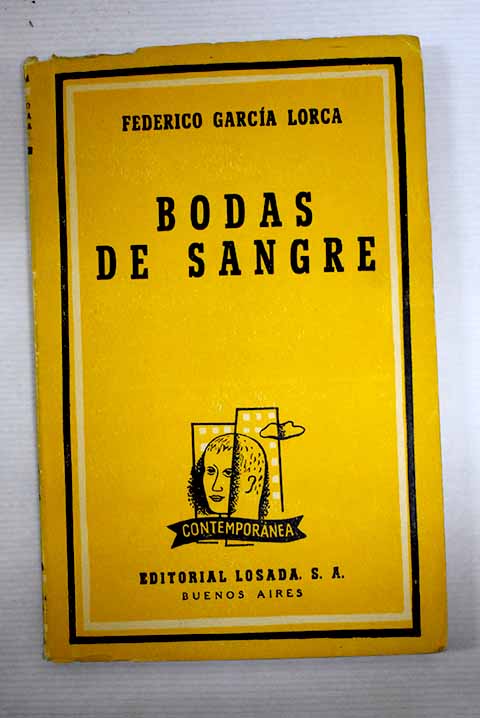 FEDERICO GARCÍA LORCA
BODAS
DE SANGRE
CONTEMPORÁNEA
EDITORIAL LOSADA. S. A.
BUENOS AIRES